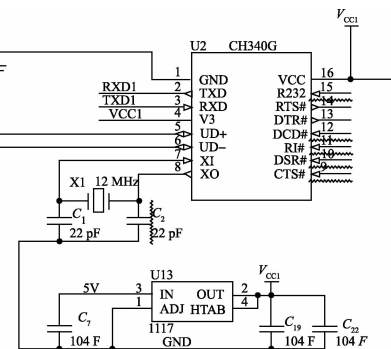 V CC1
U2 CH340G
1 GND VCC 16
RXD1 2 TXD R232 15
TXD1 3 RXD RTS# 14
VCC1 4 V3 DTR# 13
5 UD+ DCD# 12
6 UD− RI# 11
7 XI DSR# 10
8 XO CTS# 9
X1 12 MHz
C1 C2
22 pF 22 pF
U13 VCC1
5V 3 IN OUT 2
1 ADJ HTAB 4
C7 1117 C19 C22
104 F GND 104 F 104 F